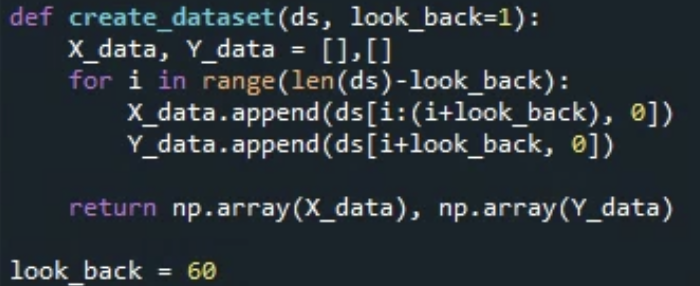 def create_dataset(ds, look_back=1):
    X_data, Y_data = [],[]
    for i in range(len(ds)-look_back):
        X_data.append(ds[i:(i+look_back), 0])
        Y_data.append(ds[i+look_back, 0])

    return np.array(X_data), np.array(Y_data)

look_back = 60